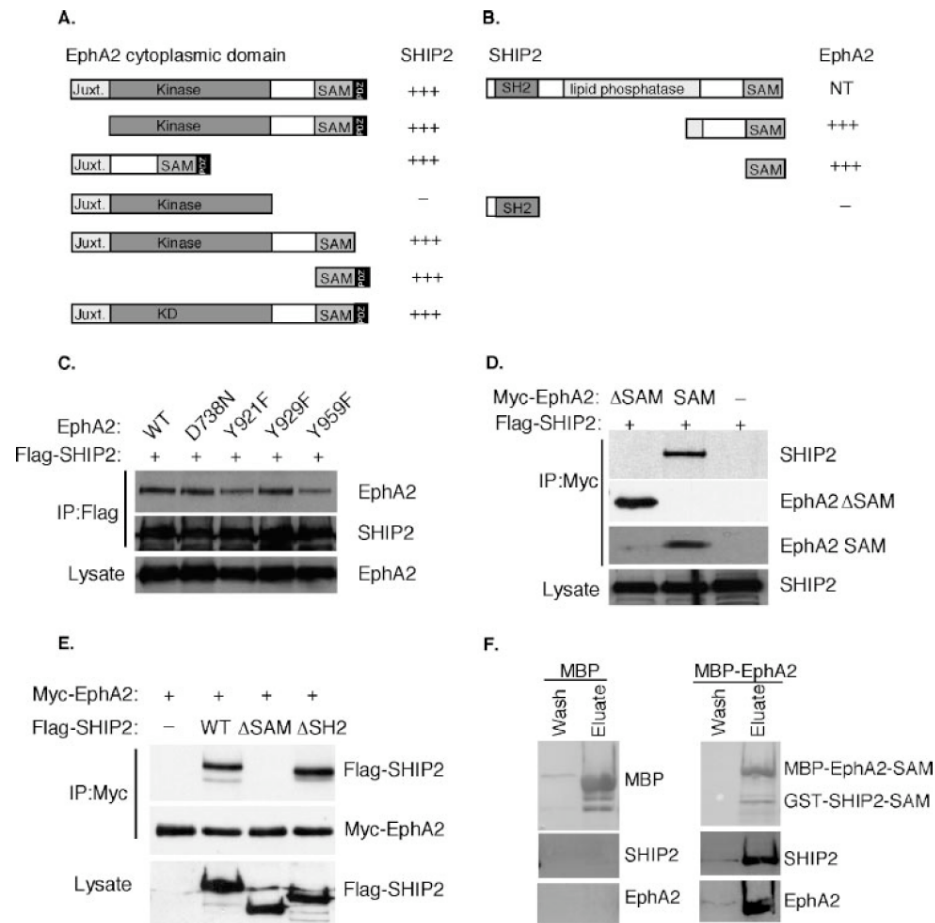 A.
EphA2 cytoplasmic domain SHIP2
Juxt. Kinase SAM PDZ +++
Kinase SAM PDZ +++
Juxt. SAM PDZ +++
Juxt. Kinase –
Juxt. Kinase SAM +++
SAM PDZ +++
Juxt. KD SAM PDZ +++
B.
SHIP2 EphA2
SH2 lipid phosphatase SAM NT
SAM +++
SAM +++
SH2 –
C.
EphA2: WT D738N Y921F Y929F Y959F
Flag-SHIP2: + + + + +
IP:Flag
EphA2
SHIP2
Lysate EphA2
D.
Myc-EphA2: ΔSAM SAM –
Flag-SHIP2: + + +
IP:Myc
SHIP2
EphA2 ΔSAM
EphA2 SAM
Lysate SHIP2
E.
Myc-EphA2: + + + +
Flag-SHIP2: – WT ΔSAM ΔSH2
IP:Myc
Flag-SHIP2
Myc-EphA2
Lysate Flag-SHIP2
F.
MBP
Wash Eluate
MBP
SHIP2
EphA2
MBP-EphA2
Wash Eluate
MBP-EphA2-SAM
GST-SHIP2-SAM
SHIP2
EphA2